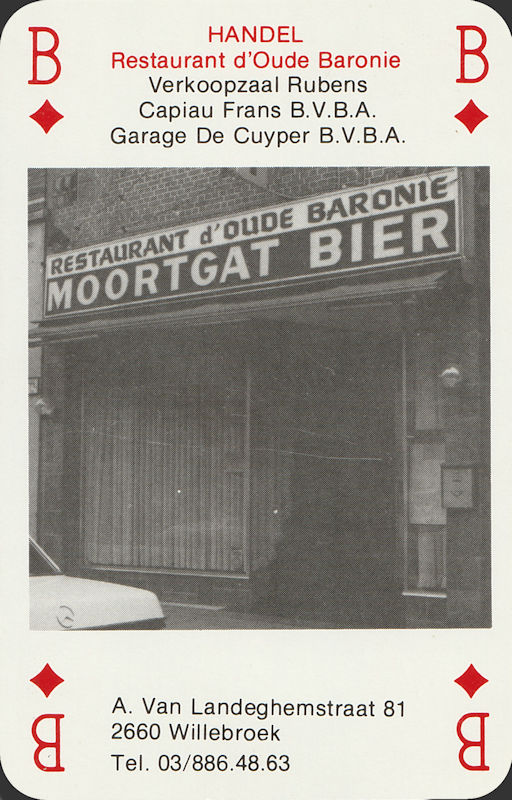 B
B
HANDEL
Restaurant d'Oude Baronie
Verkoopzaal Rubens
Capiau Frans B.V.B.A.
Garage De Cuyper B.V.B.A.
RESTAURANT d'OUDE BARONIE
MOORTGAT BIER
A. Van Landeghemstraat 81
2660 Willebroek
Tel. 03/886.48.63
B
B